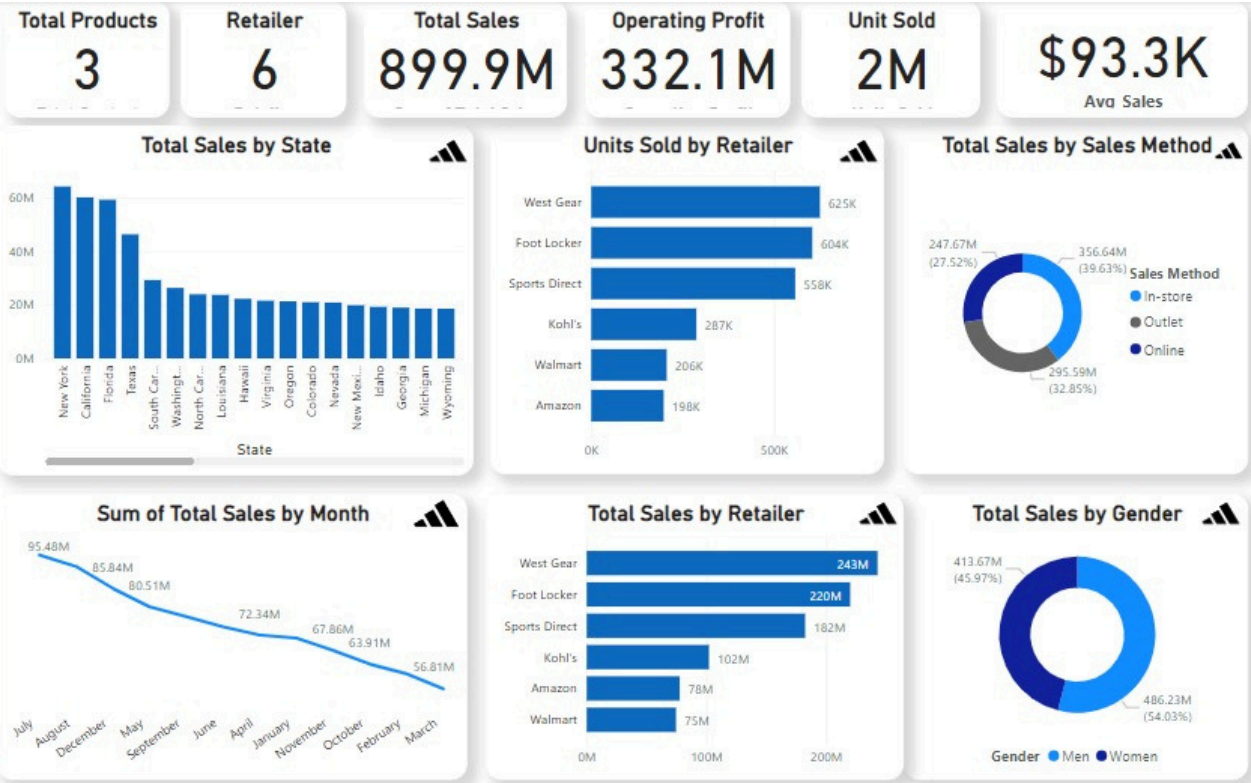 Total Products
3
Retailer
6
Total Sales
899.9M
Operating Profit
332.1M
Unit Sold
2M
$93.3K
Avg Sales
Total Sales by State
60M
40M
20M
0M
New York
California
Florida
Texas
South Car...
Washingt...
North Car...
Louisiana
Hawaii
Virginia
Oregon
Colorado
Nevada
New Mexi...
Idaho
Georgia
Michigan
Wyoming
State
Units Sold by Retailer
West Gear 625K
Foot Locker 604K
Sports Direct 558K
Kohl's 287K
Walmart 206K
Amazon 198K
0K 500K
Total Sales by Sales Method
247.67M
(27.52%)
356.64M
(39.63%)
295.59M
(32.85%)
Sales Method
In-store
Outlet
Online
Sum of Total Sales by Month
95.48M
85.84M
80.51M
72.34M
67.86M
63.91M
56.81M
July
August
December
May
September
June
April
January
November
October
February
March
Total Sales by Retailer
West Gear 243M
Foot Locker 220M
Sports Direct 182M
Kohl's 102M
Amazon 78M
Walmart 75M
0M 100M 200M
Total Sales by Gender
413.67M
(45.97%)
486.23M
(54.03%)
Gender Men Women